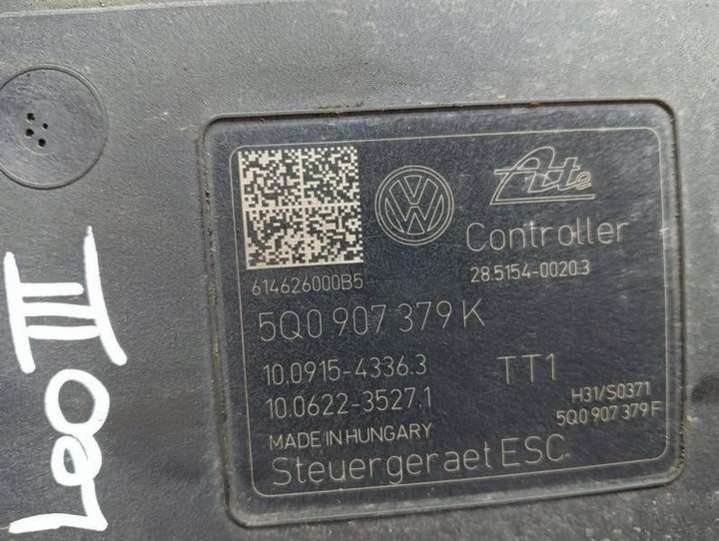 Ate
Controller
28.5154-0020.3
614626000B5
5Q0 907 379 K
10.0915-4336.3
TT1
10.0622-3527.1
H31/S0371
5Q0 907 379 F
MADE IN HUNGARY
Steuergeraet ESC
III